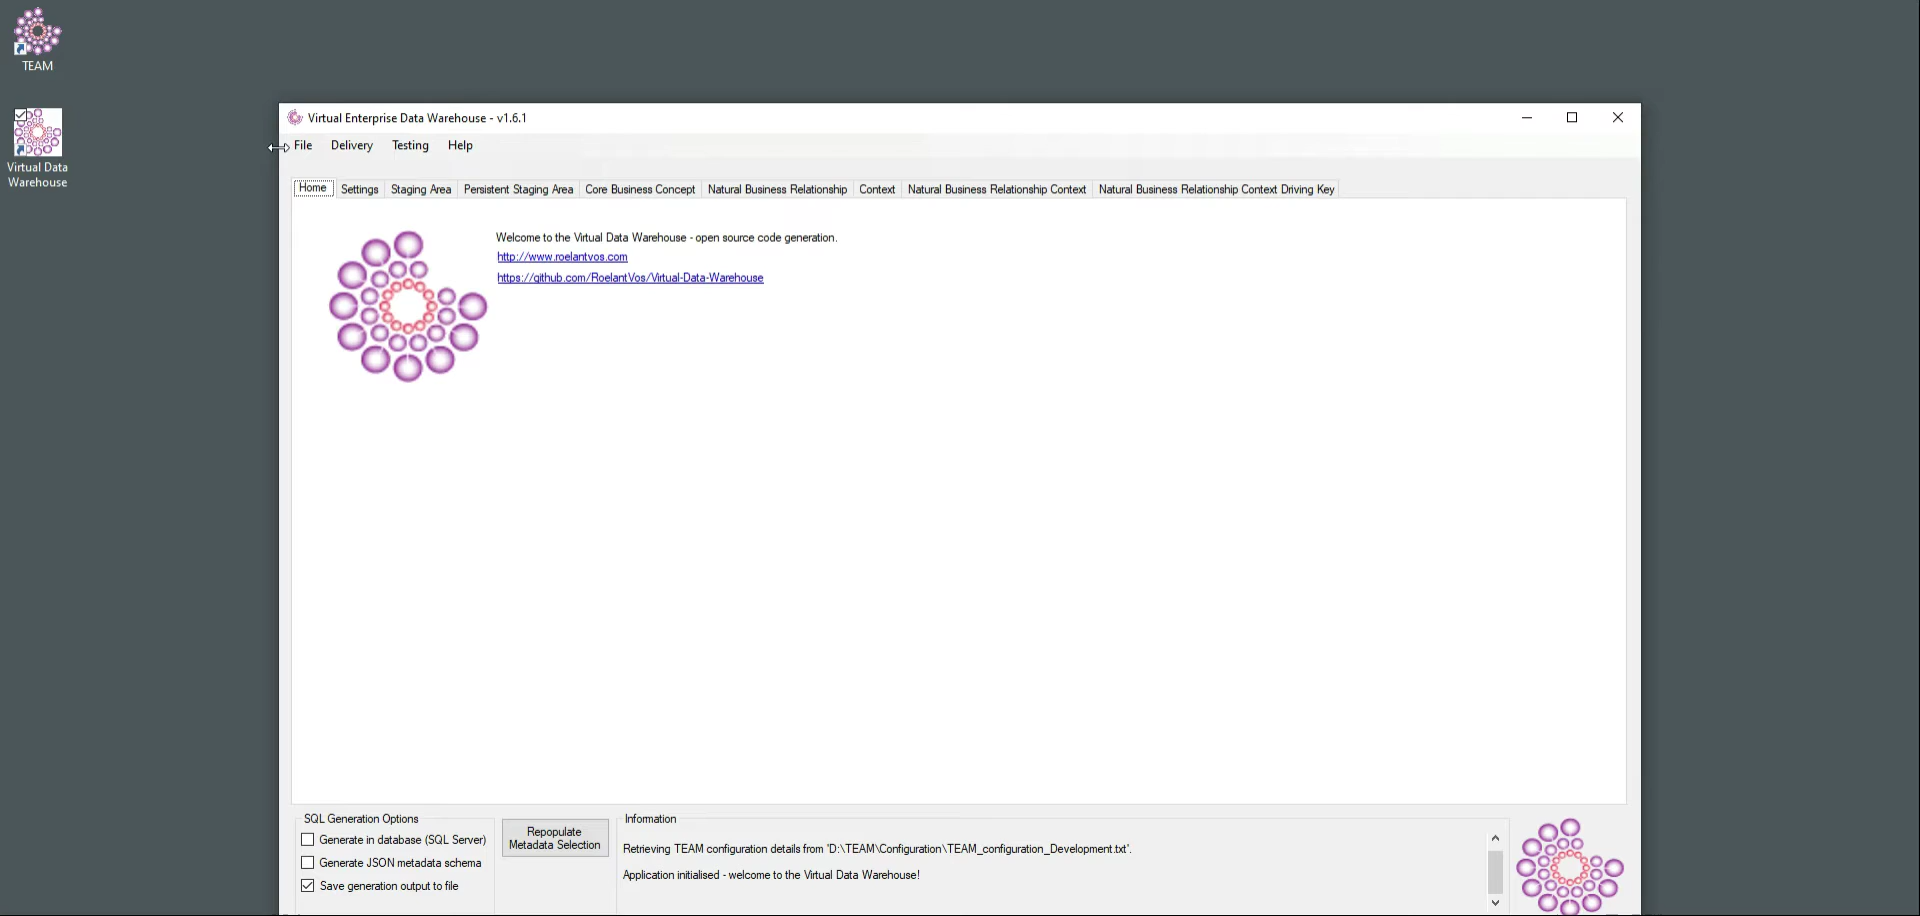 TEAM
Virtual Data
Warehouse
Virtual Enterprise Data Warehouse - v1.6.1
File Delivery Testing Help
Home Settings Staging Area Persistent Staging Area Core Business Concept Natural Business Relationship Context Natural Business Relationship Context Natural Business Relationship Context Driving Key
Welcome to the Virtual Data Warehouse - open source code generation.
http://www.roelantvos.com
https://github.com/RoelantVos/Virtual-Data-Warehouse
SQL Generation Options
Generate in database (SQL Server)
Generate JSON metadata schema
Save generation output to file
Repopulate
Metadata Selection
Information
Retrieving TEAM configuration details from 'D:\TEAM\Configuration\TEAM_configuration_Development.txt'.
Application initialised - welcome to the Virtual Data Warehouse!